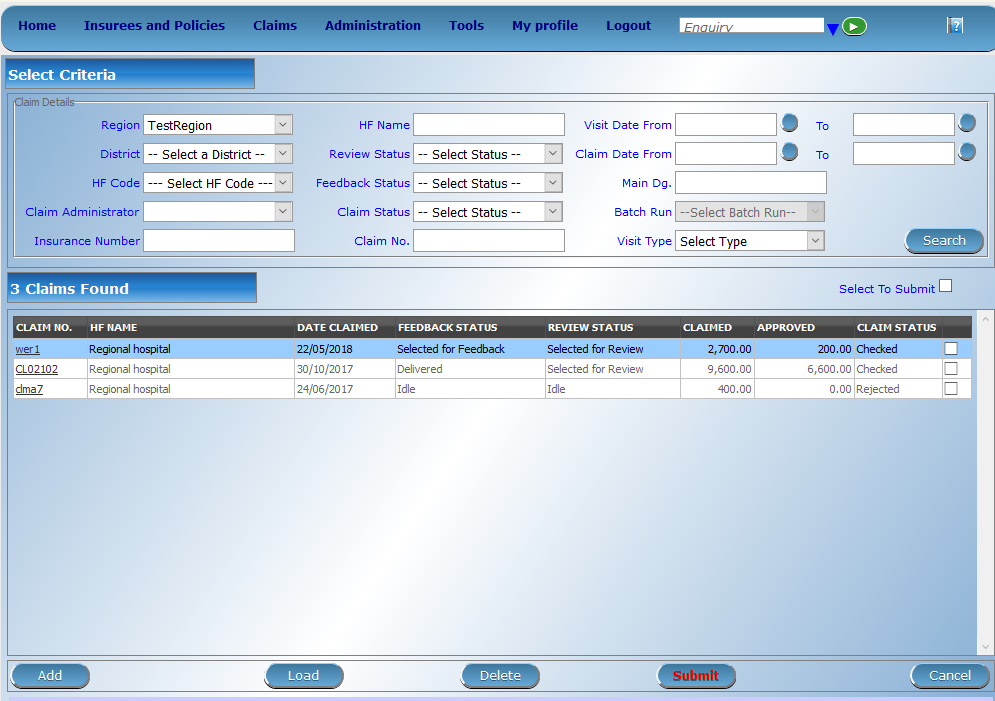 Home Insurees and Policies Claims Administration Tools My profile Logout Enquiry ?
Select Criteria
Claim Details
Region TestRegion HF Name Visit Date From To
District -- Select a District -- Review Status -- Select Status -- Claim Date From To
HF Code --- Select HF Code --- Feedback Status -- Select Status -- Main Dg.
Claim Administrator Claim Status -- Select Status -- Batch Run --Select Batch Run--
Insurance Number Claim No. Visit Type Select Type Search
3 Claims Found Select To Submit
CLAIM NO. HF NAME DATE CLAIMED FEEDBACK STATUS REVIEW STATUS CLAIMED APPROVED CLAIM STATUS
wer1 Regional hospital 22/05/2018 Selected for Feedback Selected for Review 2,700.00 200.00 Checked
CL02102 Regional hospital 30/10/2017 Delivered Selected for Review 9,600.00 6,600.00 Checked
clma7 Regional hospital 24/06/2017 Idle Idle 400.00 0.00 Rejected
Add Load Delete Submit Cancel